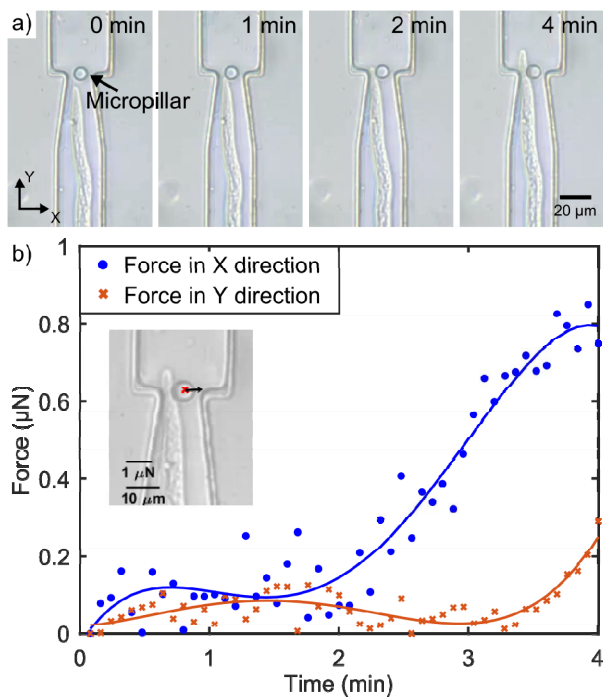 a)
0 min
1 min
2 min
4 min
Micropillar
Y
X
20 μm
b)
Force in X direction
Force in Y direction
1
0.8
0.6
0.4
0.2
0
Force (μN)
1 μN
10 μm
0
1
2
3
4
Time (min)